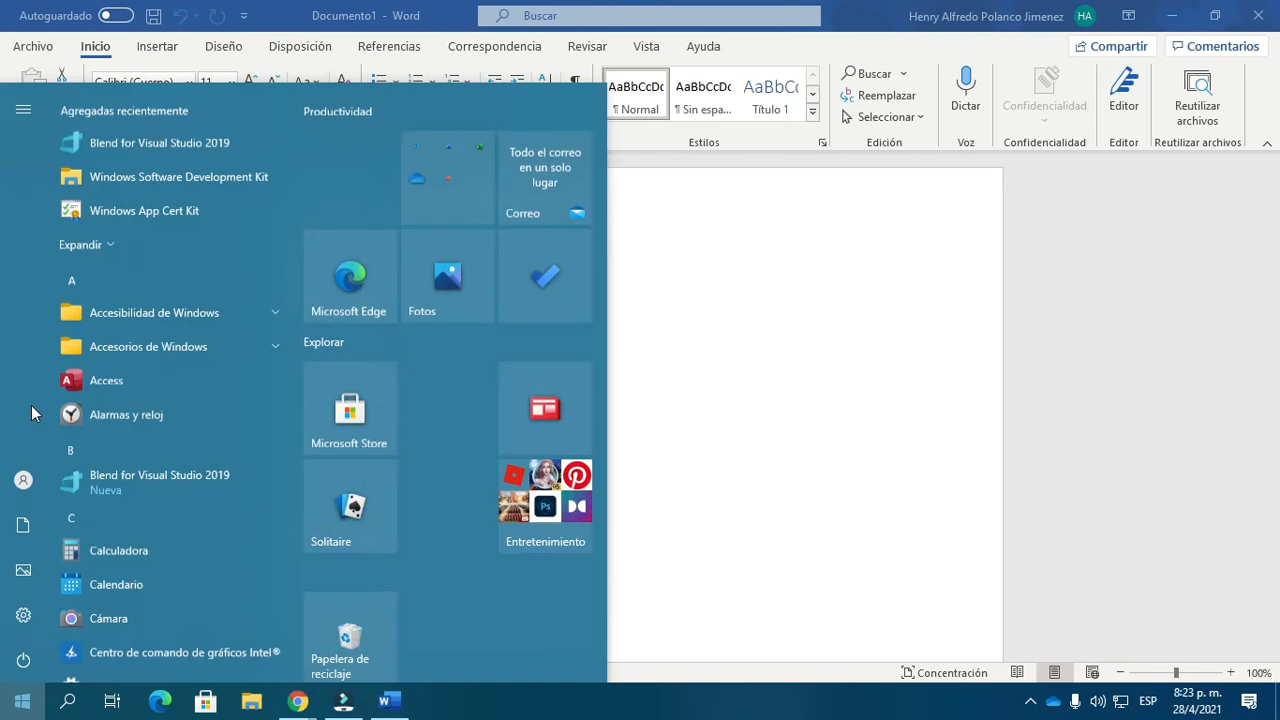 Autoguardado
Documento1 - Word
Buscar
Henry Alfredo Polanco Jimenez
HA
Archivo
Inicio
Insertar
Diseño
Disposición
Referencias
Correspondencia
Revisar
Vista
Ayuda
Compartir
Comentarios
Calibri (Cuerpo)
11
AaBbCcDc
AaBbCcDc
AaBbCc
¶ Normal
¶ Sin espa...
Título 1
Estilos
Buscar
Reemplazar
Seleccionar
Edición
Dictar
Voz
Confidencialidad
Confidencialidad
Editor
Editor
Reutilizar
archivos
Reutilizar archivos
Agregadas recientemente
Blend for Visual Studio 2019
Windows Software Development Kit
Windows App Cert Kit
Expandir
A
Accesibilidad de Windows
Accesorios de Windows
Access
Alarmas y reloj
B
Blend for Visual Studio 2019
Nueva
C
Calculadora
Calendario
Cámara
Centro de comando de gráficos Intel®
Productividad
Todo el correo
en un solo
lugar
Correo
Microsoft Edge
Fotos
Explorar
Microsoft Store
Solitaire
Ps
Entretenimiento
Papelera de
reciclaje
Concentración
100%
ESP
8:23 p. m.
28/4/2021